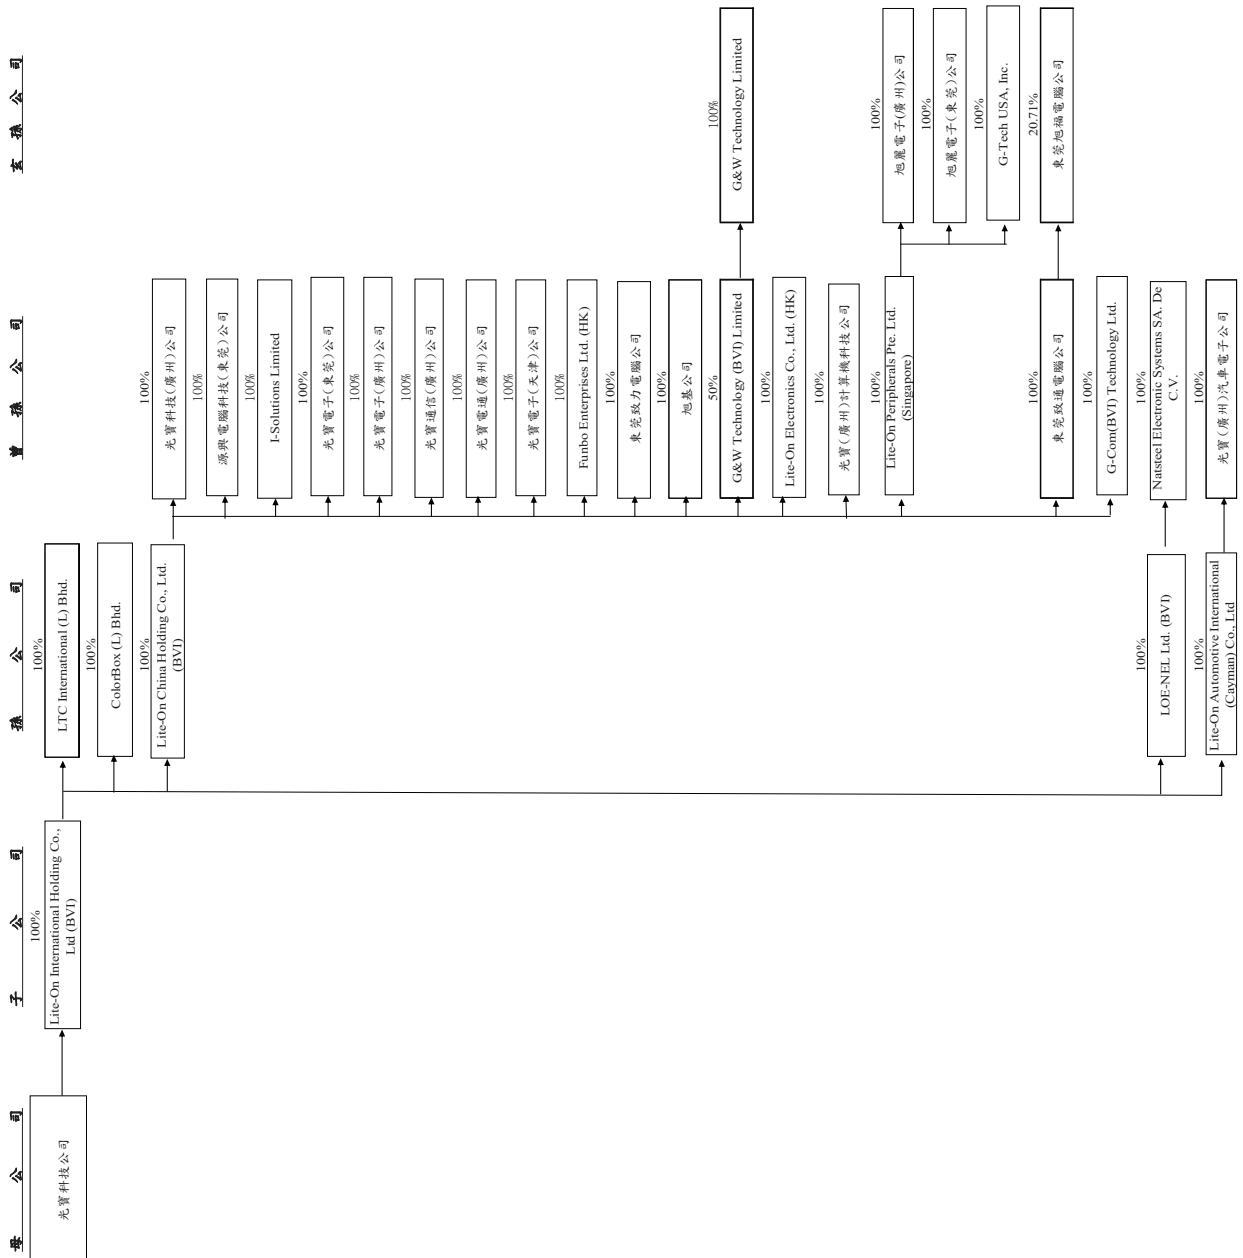 母公司
子公司
孫公司
曾孫公司
玄孫公司
光寶科技公司
100%
Lite-On International Holding Co.,
Ltd (BVI)
100%
LTC International (L) Bhd.
100%
ColorBox (L) Bhd.
100%
Lite-On China Holding Co., Ltd.
(BVI)
100%
LOE-NEL Ltd. (BVI)
100%
Lite-On Automotive International
(Cayman) Co., Ltd
100%
光寶科技(廣州)公司
100%
源興電腦科技(東莞)公司
100%
I-Solutions Limited
100%
光寶電子(東莞)公司
100%
光寶電子(廣州)公司
100%
光寶通信(廣州)公司
100%
光寶電通(廣州)公司
100%
光寶電子(天津)公司
100%
Funbo Enterprises Ltd. (HK)
100%
東莞致力電腦公司
100%
旭基公司
50%
G&W Technology (BVI) Limited
100%
Lite-On Electronics Co., Ltd. (HK)
100%
光寶(廣州)計算機科技公司
100%
Lite-On Peripherals Pte. Ltd.
(Singapore)
100%
東莞致通電腦公司
100%
G-Com(BVI) Technology Ltd.
100%
Natsteel Electronic Systems SA. De
C.V.
100%
光寶(廣州)汽車電子公司
100%
G&W Technology Limited
100%
旭麗電子(廣州)公司
100%
旭麗電子(東莞)公司
100%
G-Tech USA, Inc.
20.71%
東莞旭福電腦公司